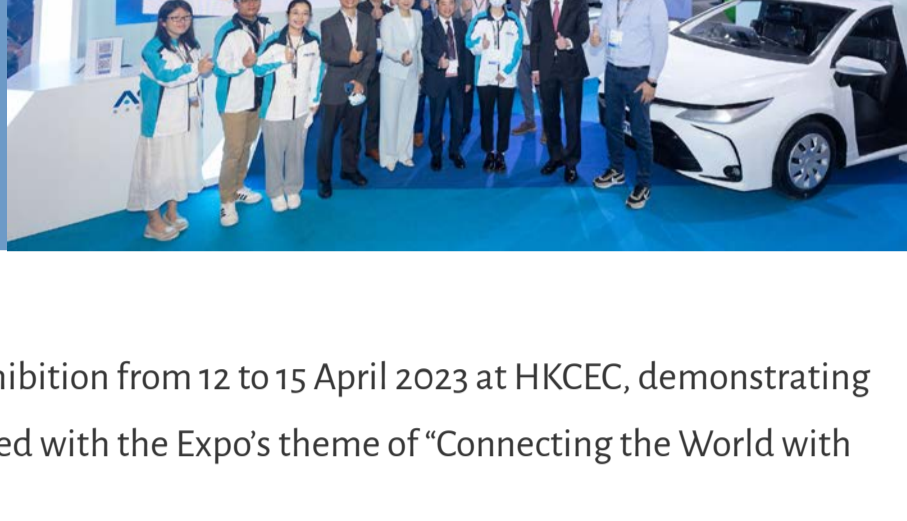 hibition from 12 to 15 April 2023 at HKCEC, demonstrating
ed with the Expo’s theme of “Connecting the World with